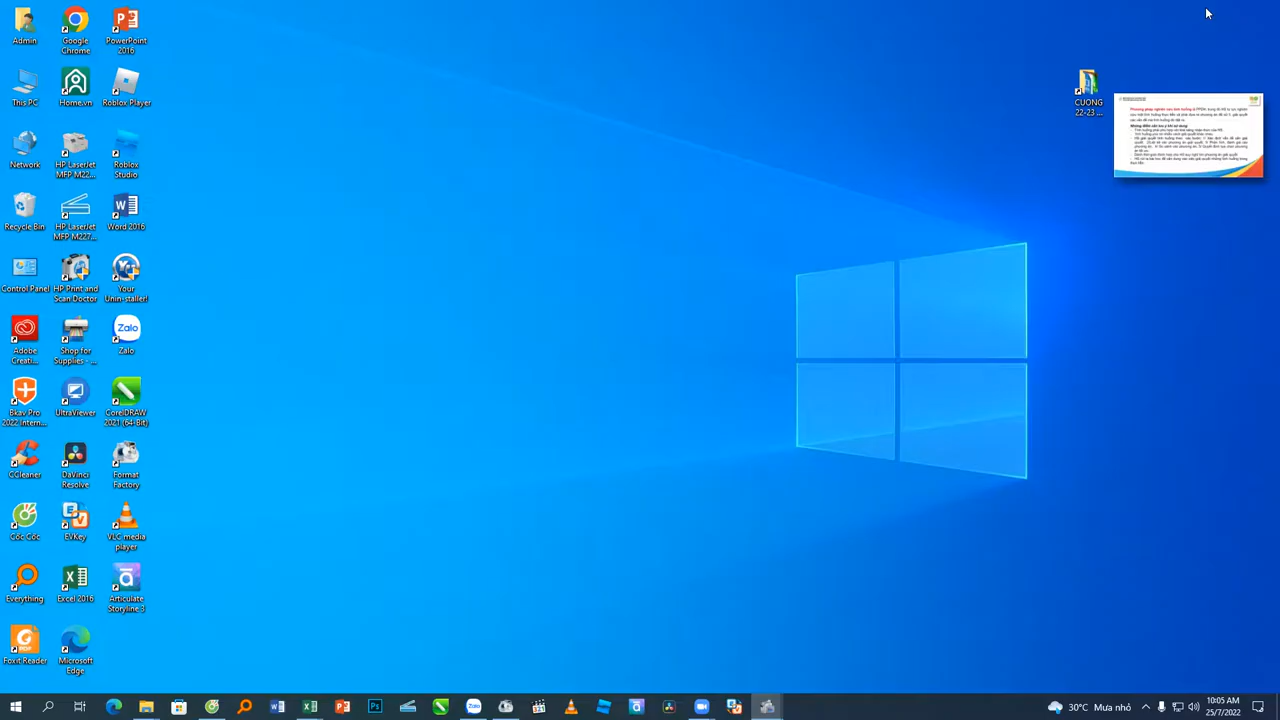 Admin
Google
Chrome
PowerPoint
2016
This PC
Home.vn
Roblox Player
Network
HP LaserJet
MFP M22...
Roblox
Studio
Recycle Bin
HP LaserJet
MFP M227...
Word 2016
Control Panel
HP Print and
Scan Doctor
Your
Unin-staller!
Adobe
Creati...
Shop for
Supplies - ...
Zalo
Bkav Pro
2022 Intern...
UltraViewer
CorelDRAW
2021 (64-Bit)
CCleaner
DaVinci
Resolve
Format
Factory
Cốc Cốc
EVKey
VLC media
player
Everything
Excel 2016
Articulate
Storyline 3
Foxit Reader
Microsoft
Edge
CUONG
22-23 ...
30°C Mưa nhỏ
10:05 AM
25/7/2022